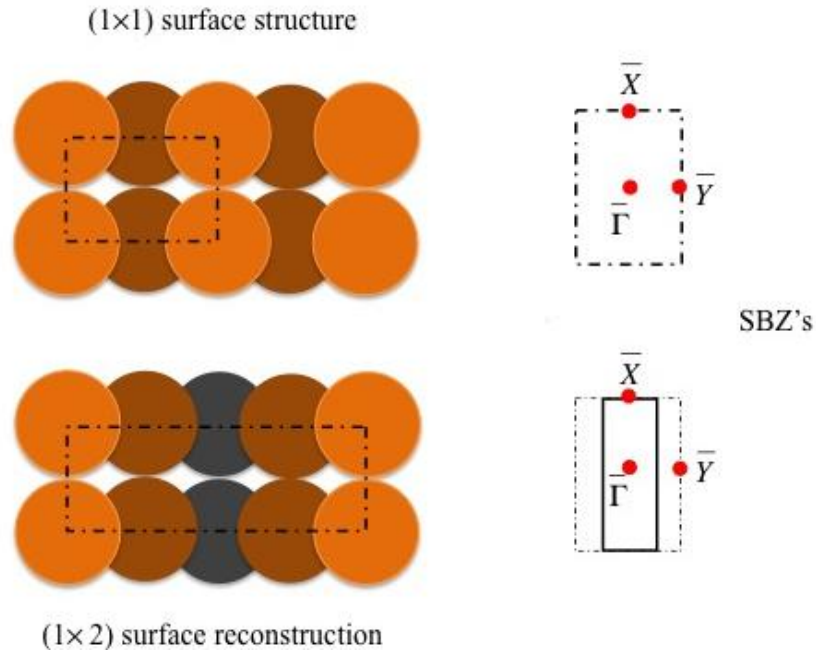 (1×1) surface structure
X̅
Γ̅
Y̅
SBZ's
X̅
Γ̅
Y̅
(1×2) surface reconstruction